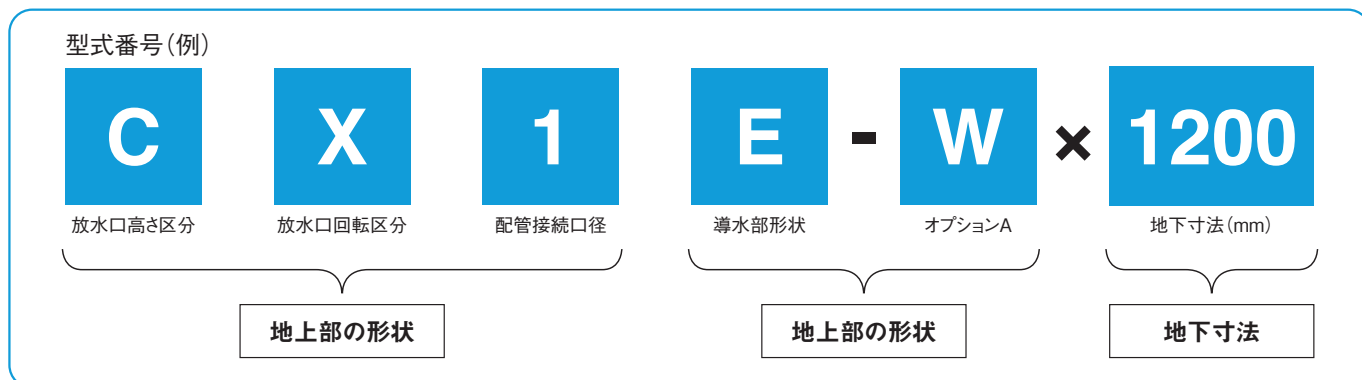 型式番号（例）
C X 1 E - W × 1200
放水口高さ区分 放水口回転区分 配管接続口径 導水部形状 オプションA 地下寸法（mm）
地上部の形状 地上部の形状 地下寸法